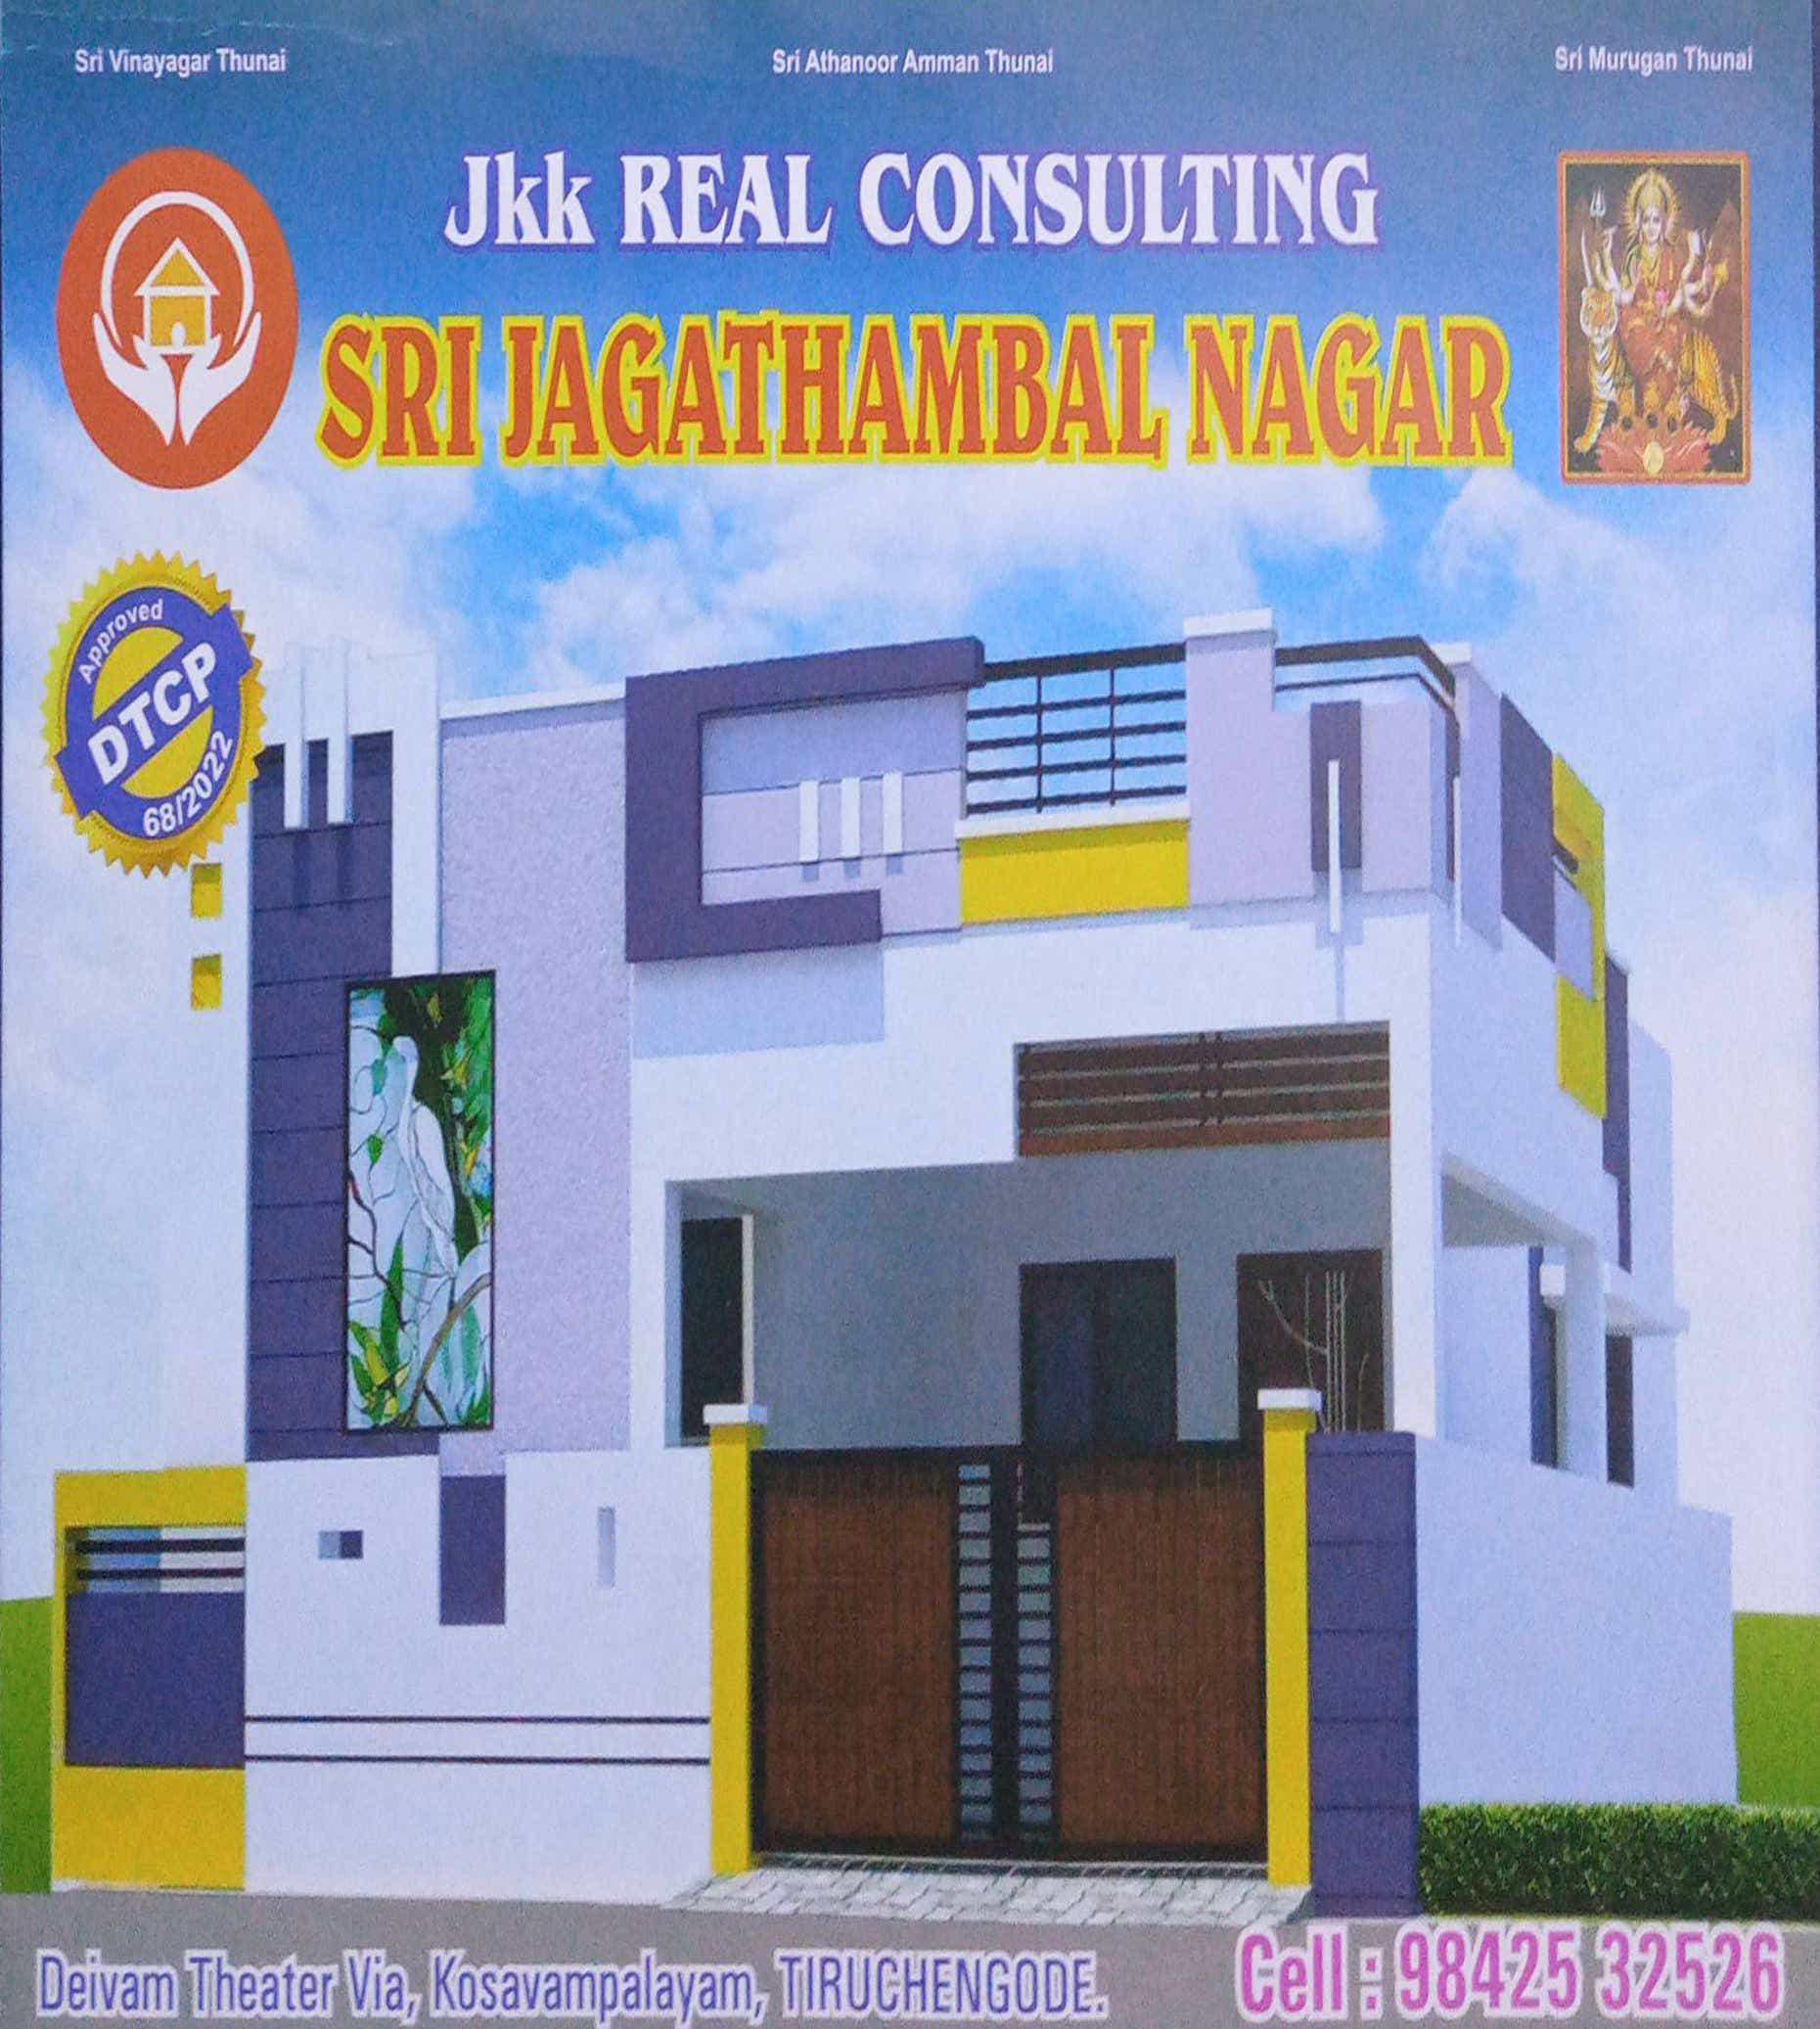 Sri Vinayagar Thunai
Sri Athanoor Amman Thunai
Sri Murugan Thunai
Jkk REAL CONSULTING
SRI JAGATHAMBAL NAGAR
Approved
DTCP
68/2022
Deivam Theater Via, Kosavampalayam, TIRUCHENGODE.
Cell : 98425 32526